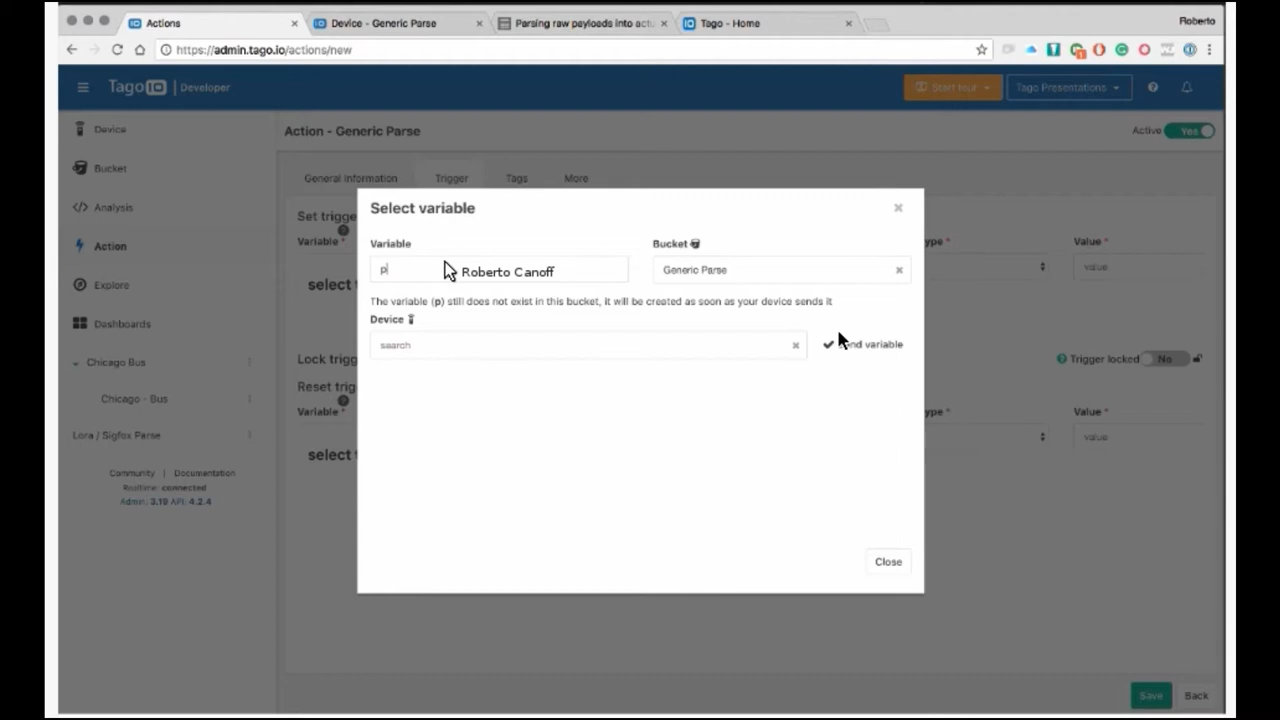 Actions
Device - Generic Parse
Parsing raw payloads into actu
Tago - Home
Roberto
https://admin.tago.io/actions/new
Tago IO | Developer
Start tour
Tago Presentations
Device
Bucket
Analysis
Action
Explore
Dashboards
Chicago Bus
Chicago - Bus
Lora / Sigfox Parse
Community | Documentation
Realtime: connected
Admin: 3.19 API: 4.2.4
Action - Generic Parse
Active Yes
General Information
Trigger
Tags
More
Set trigge
Variable *
ype *
Value *
select t
value
Lock trigg
Trigger locked No
Reset trig
Variable *
ype *
Value *
select t
value
Select variable
Variable
Bucket
p
Roberto Canoff
Generic Parse
The variable (p) still does not exist in this bucket, it will be created as soon as your device sends it
Device
search
nd variable
Close
Save
Back